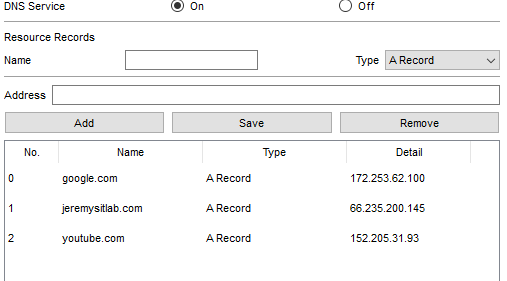 DNS Service On Off
Resource Records
Name Type A Record
Address
Add Save Remove
No. Name Type Detail
0 google.com A Record 172.253.62.100
1 jeremysitlab.com A Record 66.235.200.145
2 youtube.com A Record 152.205.31.93